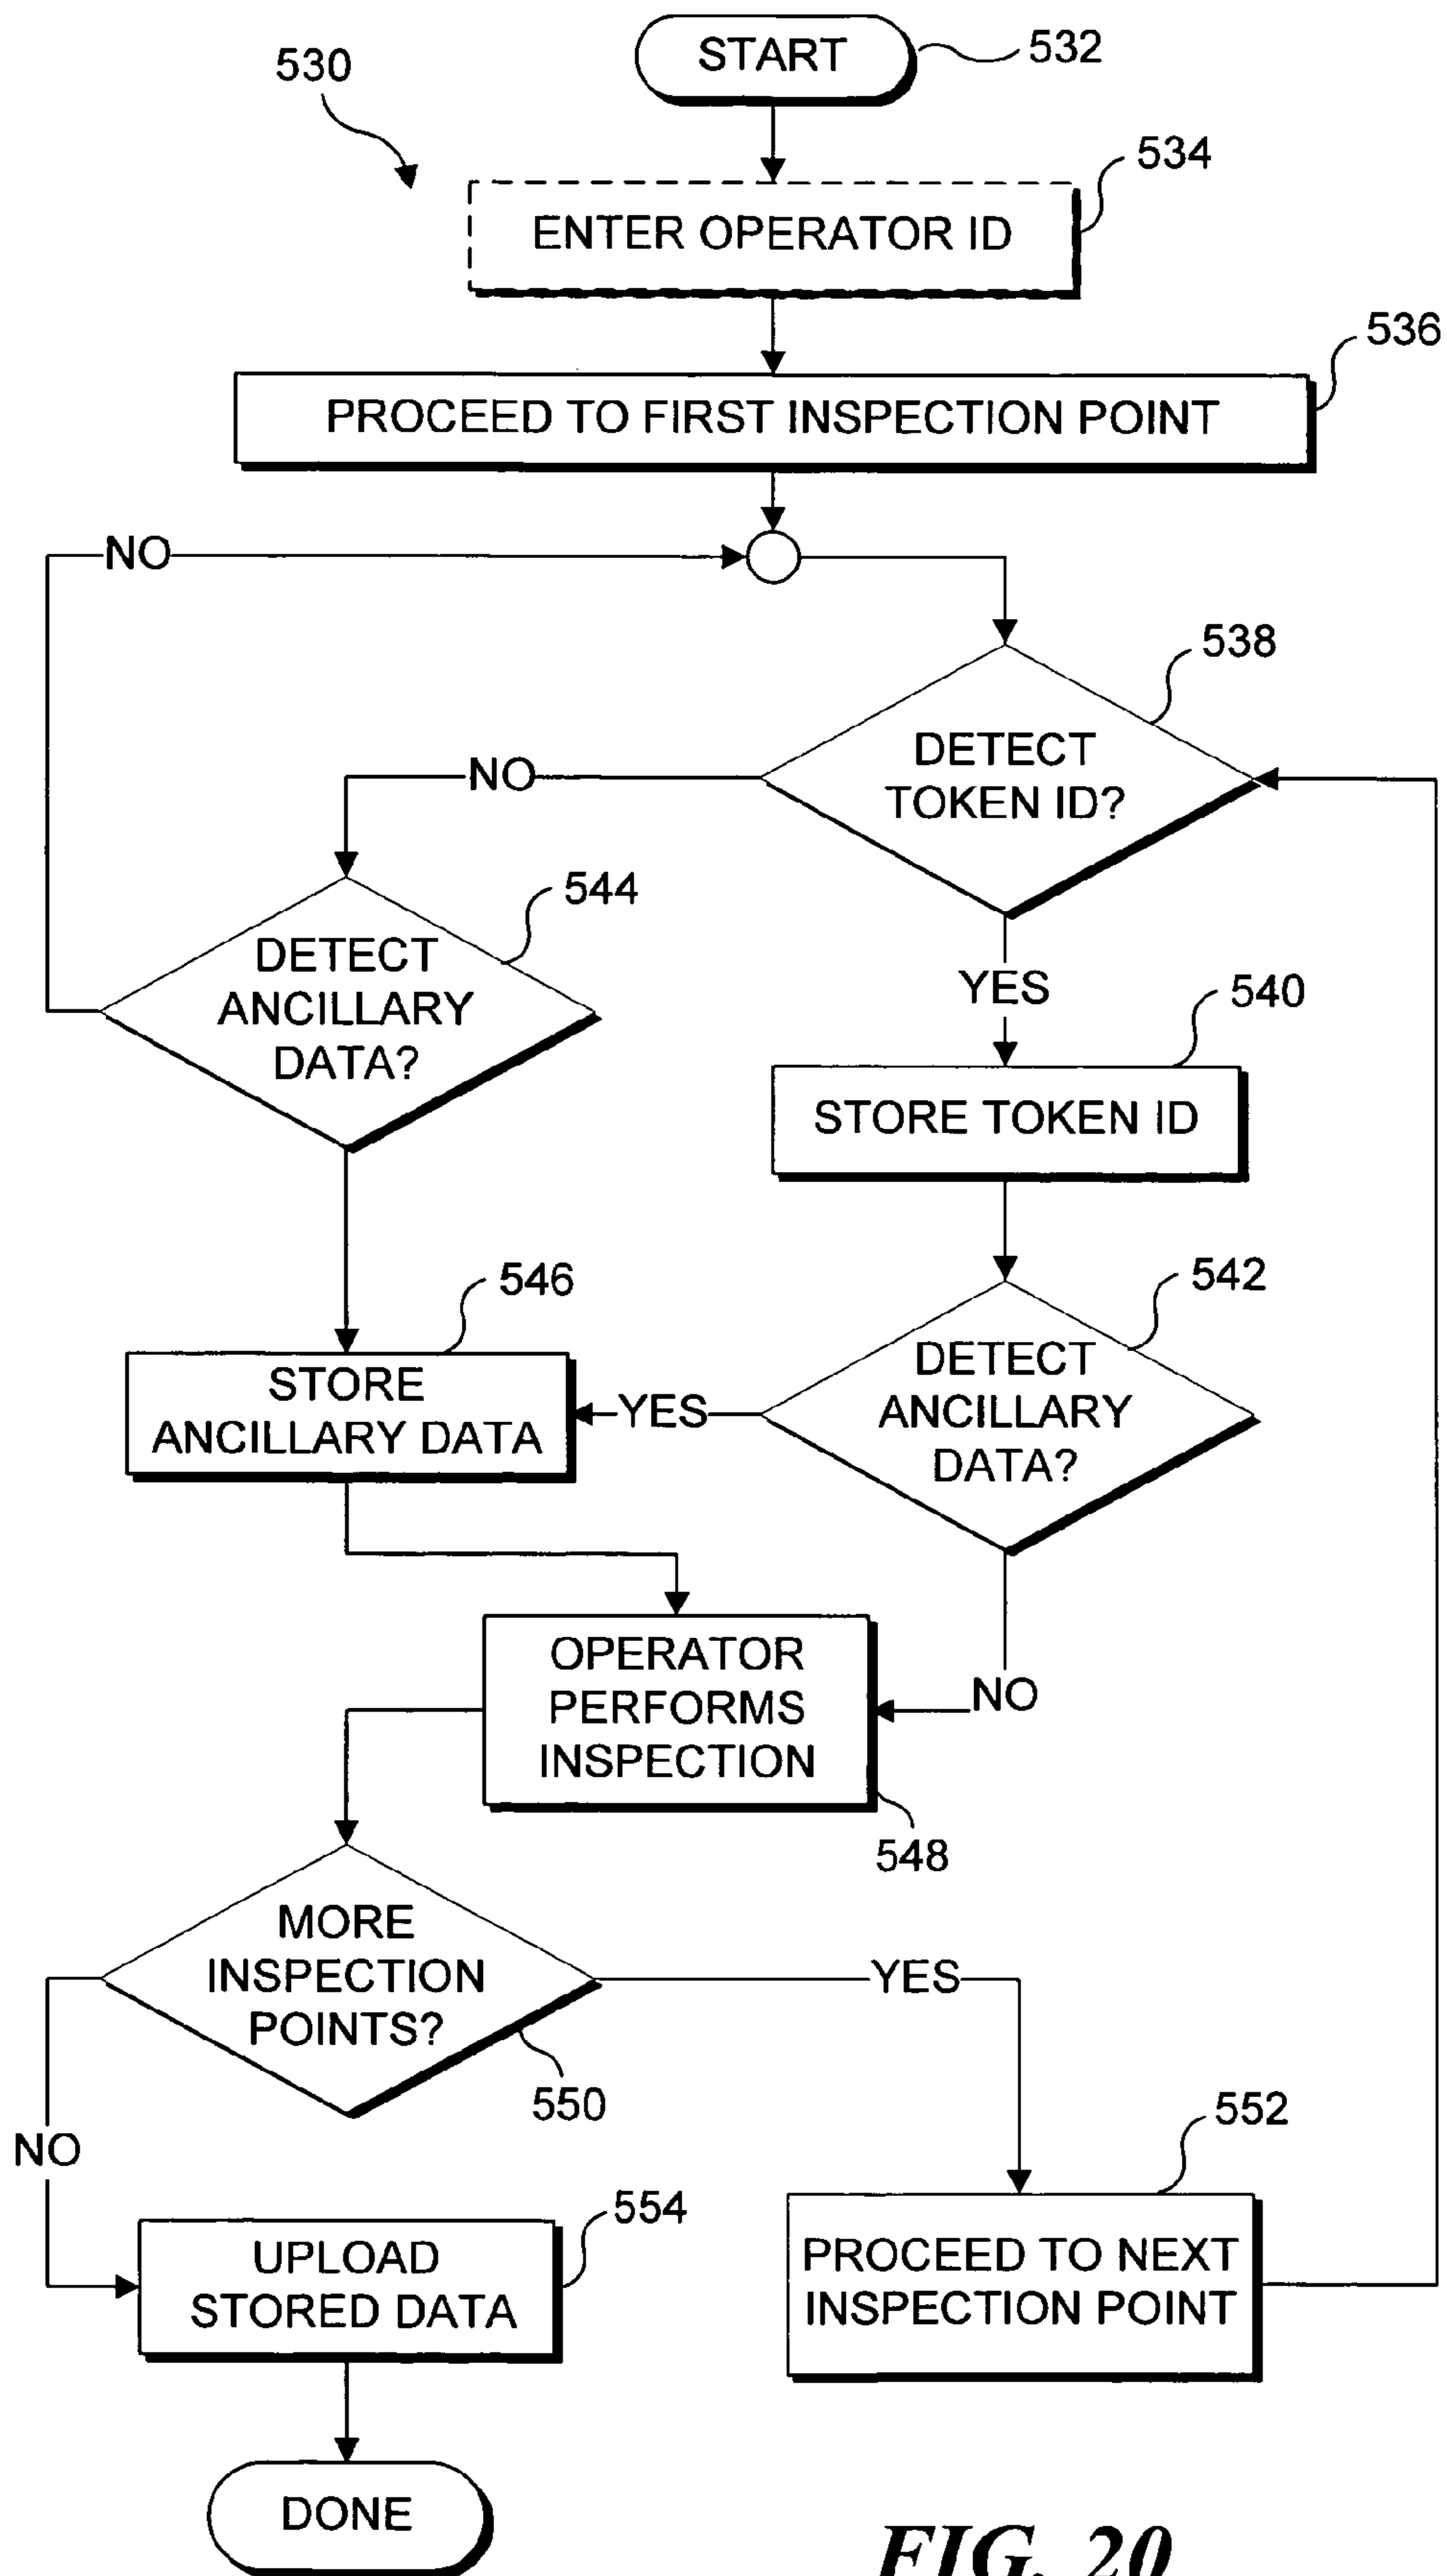 START
532
530
534
ENTER OPERATOR ID
536
PROCEED TO FIRST INSPECTION POINT
NO
538
DETECT
TOKEN ID?
NO
544
DETECT
ANCILLARY
DATA?
YES
540
STORE TOKEN ID
546
542
STORE
ANCILLARY DATA
YES
DETECT
ANCILLARY
DATA?
OPERATOR
PERFORMS
INSPECTION
NO
548
MORE
INSPECTION
POINTS?
YES
550
552
NO
554
UPLOAD
STORED DATA
PROCEED TO NEXT
INSPECTION POINT
DONE
FIG. 20